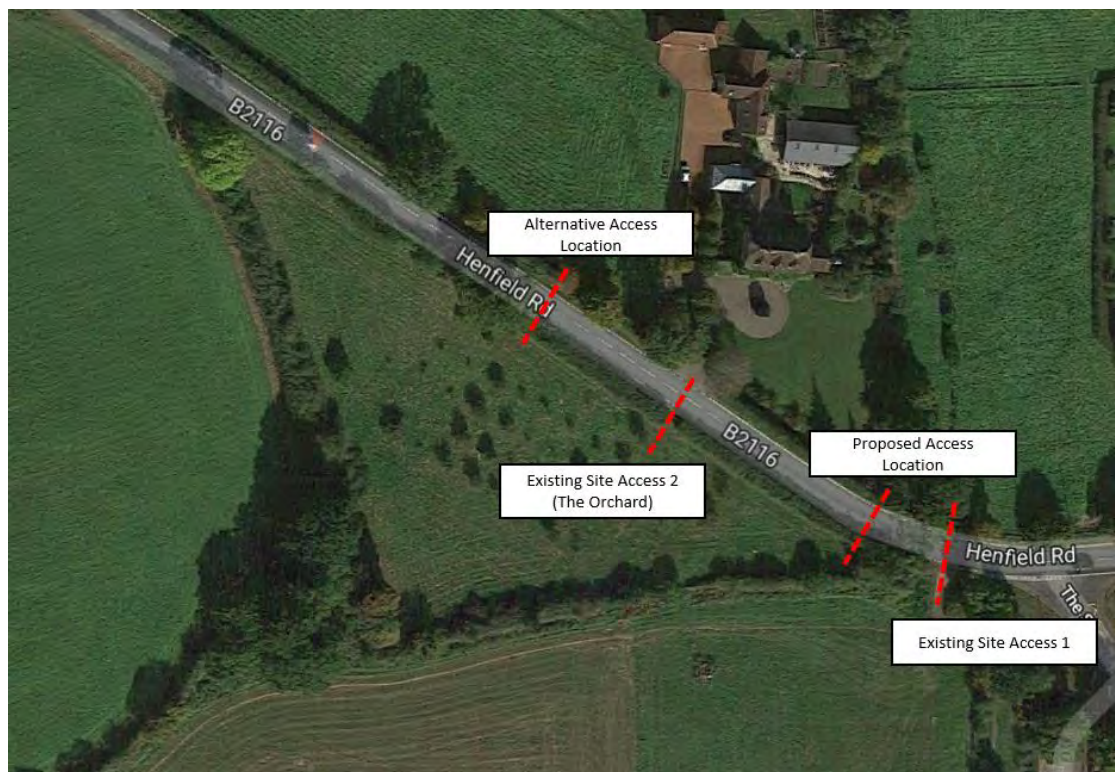 B2116
Alternative Access
Location
Henfield Rd
Existing Site Access 2
(The Orchard)
B2116
Proposed Access
Location
Henfield Rd
The
Existing Site Access 1